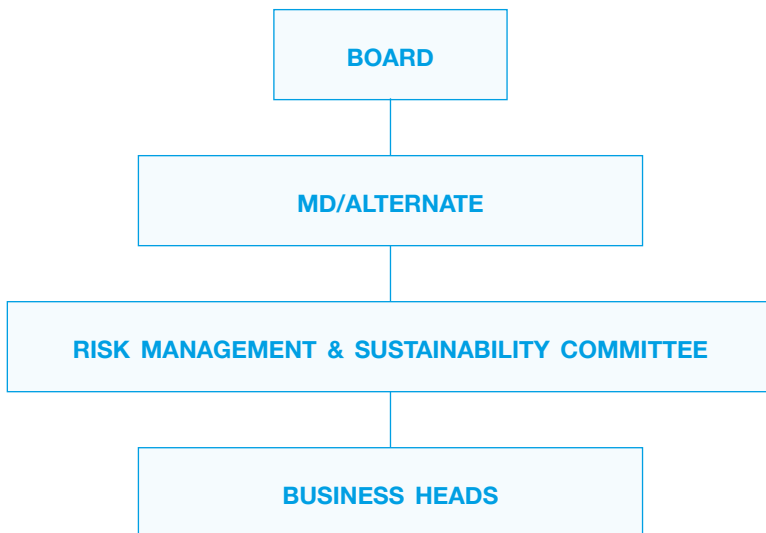 BOARD
MD/ALTERNATE
RISK MANAGEMENT & SUSTAINABILITY COMMITTEE
BUSINESS HEADS